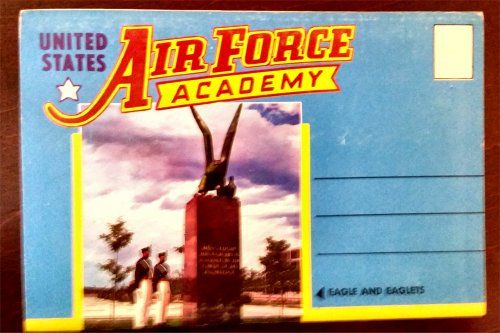 UNITED
STATES
AIR FORCE
ACADEMY
EAGLE AND EAGLETS